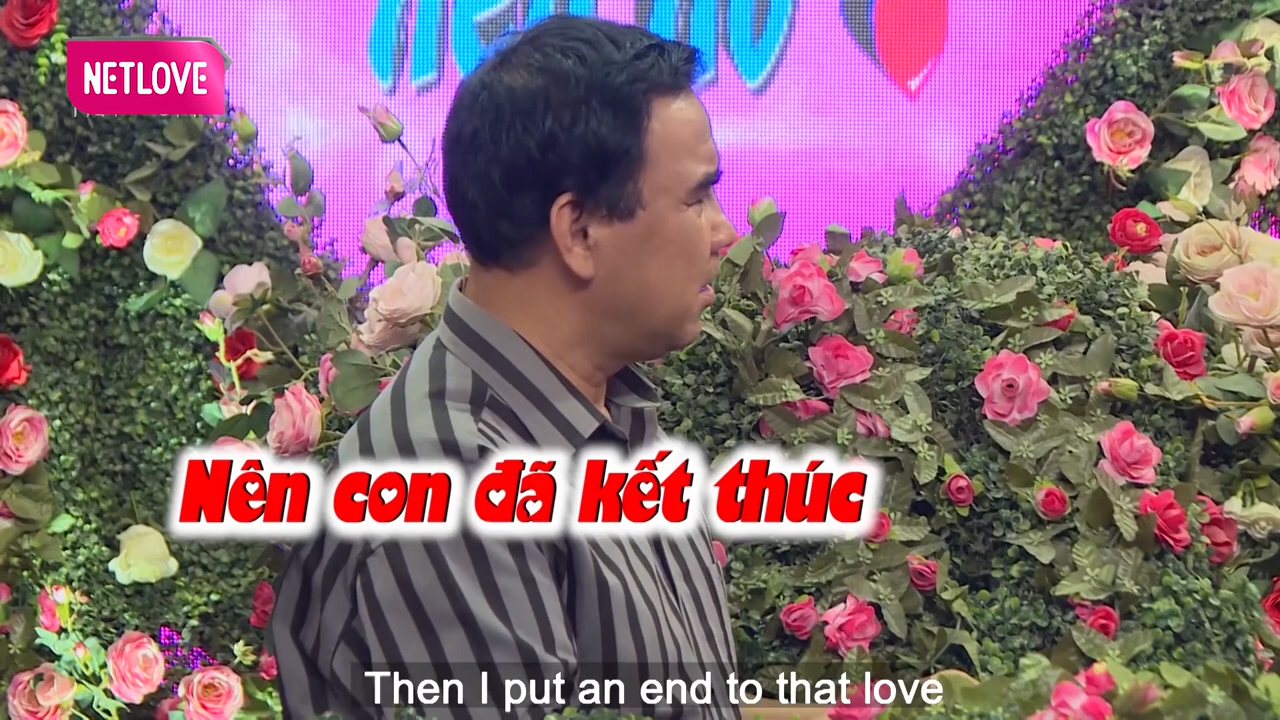 NETLOVE
Nên con đã kết thúc
Then I put an end to that love